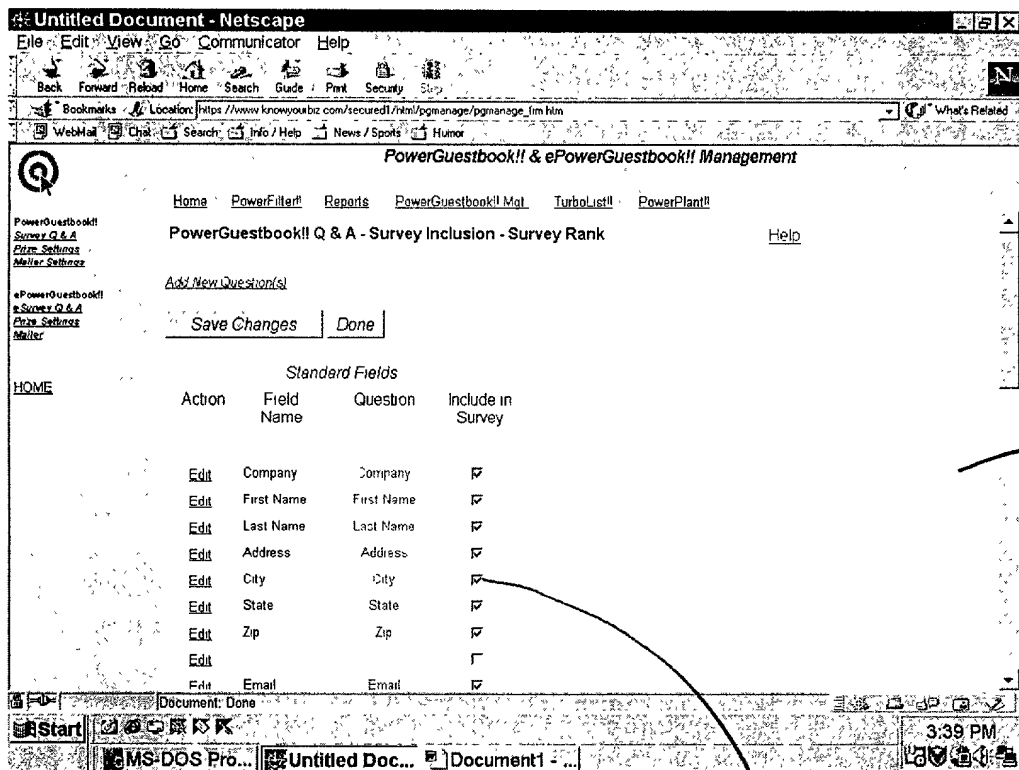 Untitled Document - Netscape
File Edit View Go Communicator Help
Back Forward Reload Home Search Guide Print Security Stop
N
Bookmarks Location: https://www.knowyourbiz com/secured1/html/pgmanage/pgmanage_frm htm What's Related
WebMail Chat Search Info / Help News / Sports Humor
PowerGuestbook!! & ePowerGuestbook!! Management
Home PowerFilter!! Reports PowerGuestbook!! Mgt. TurboList!! PowerPlant!!
PowerGuestbook!!
Survey Q & A
Prize Settings
Mailer Settings
ePowerGuestbook!!
eSurvey Q & A
Prize Settings
Mailer
HOME
PowerGuestbook!! Q & A - Survey Inclusion - Survey Rank Help
Add New Question(s)
Save Changes Done
Standard Fields
Action Field Name Question Include in Survey
Edit Company Company
Edit First Name First Name
Edit Last Name Last Name
Edit Address Address
Edit City City
Edit State State
Edit Zip Zip
Edit
Edit Email Email
Document: Done
Start 3:39 PM
MS-DOS Pro... Untitled Doc... Document1 - ...